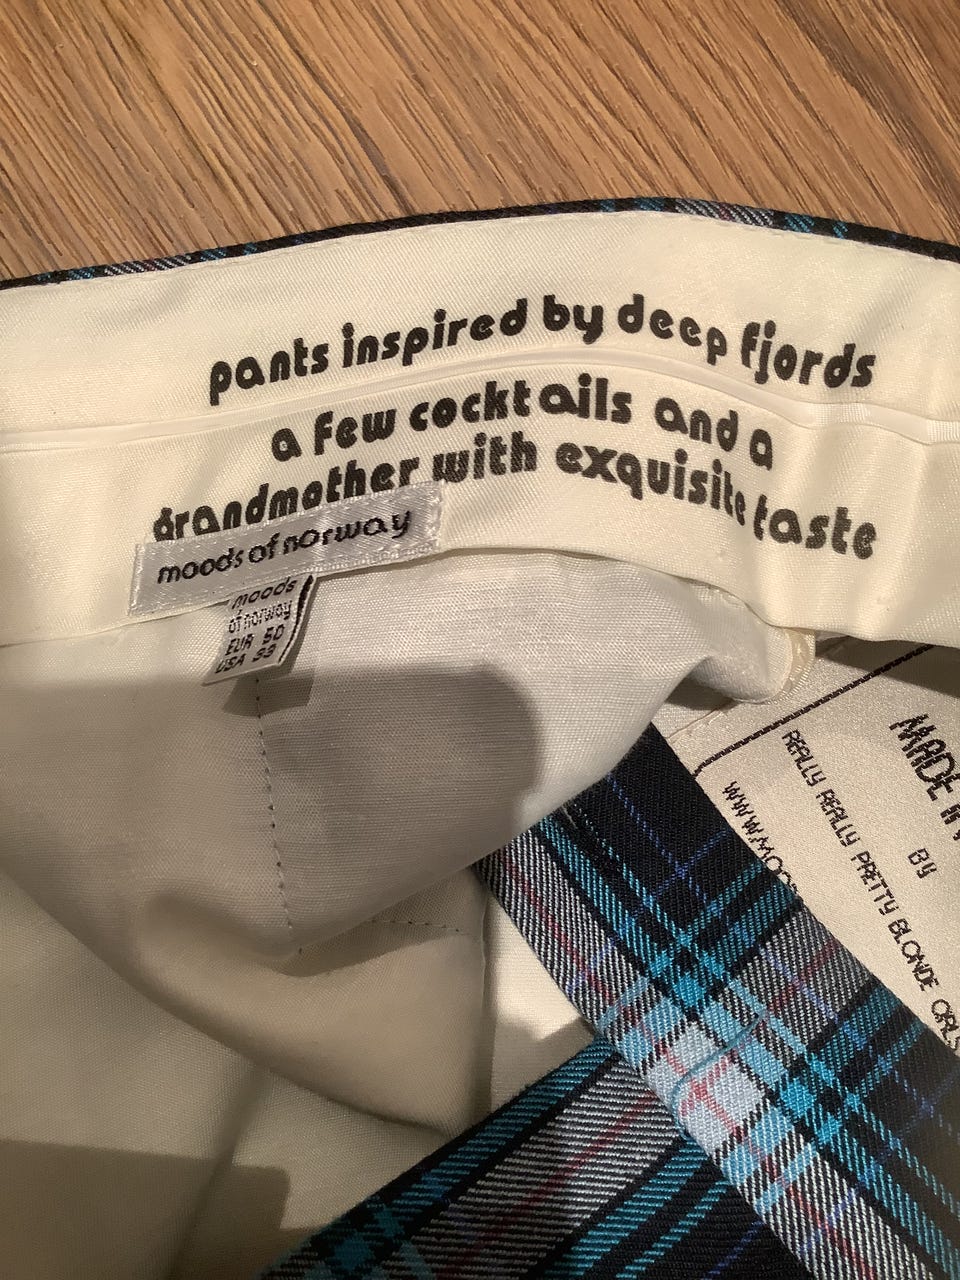 pants inspired by deep fjords
a few cocktails and a
grandmother with exquisite taste
moods of norway
moods
of norway
EUR 50
USA
MADE
BY
REALLY REALLY PRETTY BLONDE